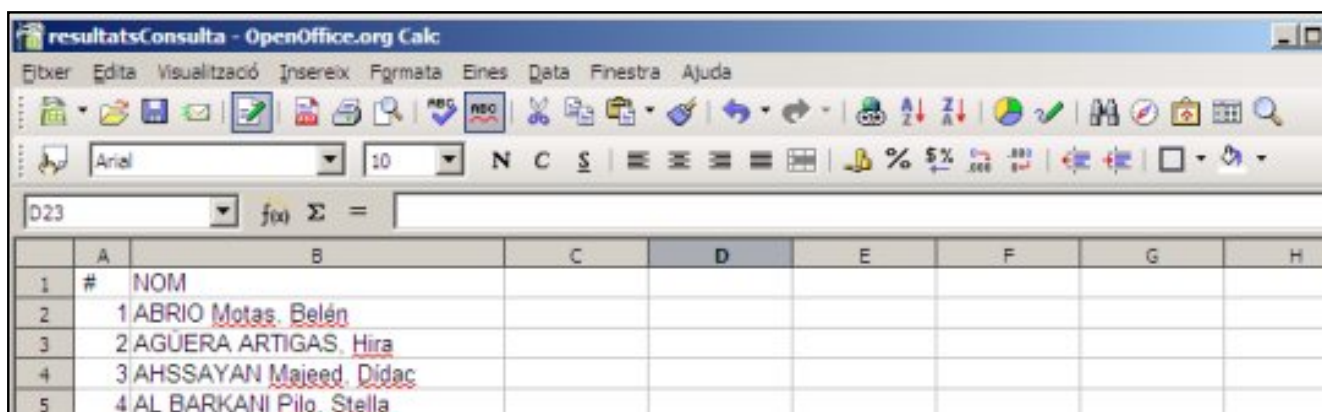 resultatsConsulta - OpenOffice.org Calc
Fitxer Edita Visualització Insereix Formata Eines Data Finestra Ajuda
Arial 10 N C S
D23 f(x) Σ =
A B C D E F G H
1 # NOM
2 1 ABRIO Motas, Belén
3 2 AGÜERA ARTIGAS, Hira
4 3 AHSSAYAN Majeed, Dídac
5 4 AL BARKANI Pilo, Stella